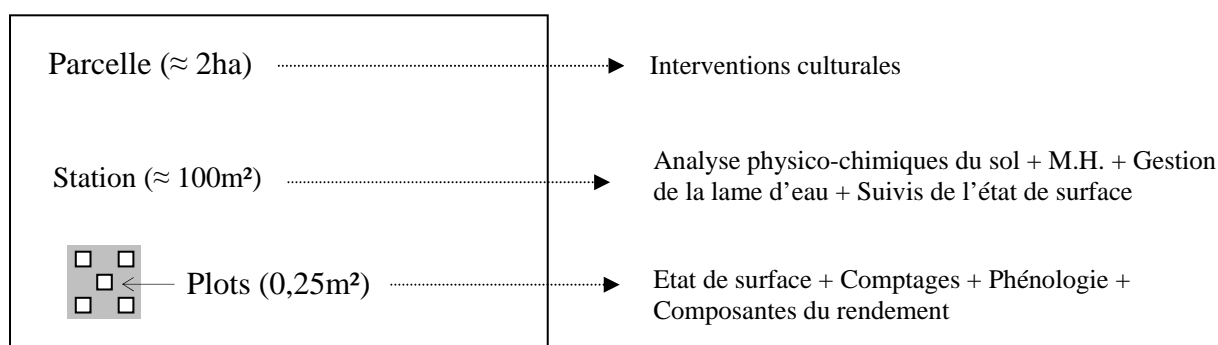 Parcelle (≈ 2ha)
Interventions culturales
Station (≈ 100m²)
Analyse physico-chimiques du sol + M.H. + Gestion
de la lame d’eau + Suivis de l’état de surface
Plots (0,25m²)
Etat de surface + Comptages + Phénologie +
Composantes du rendement